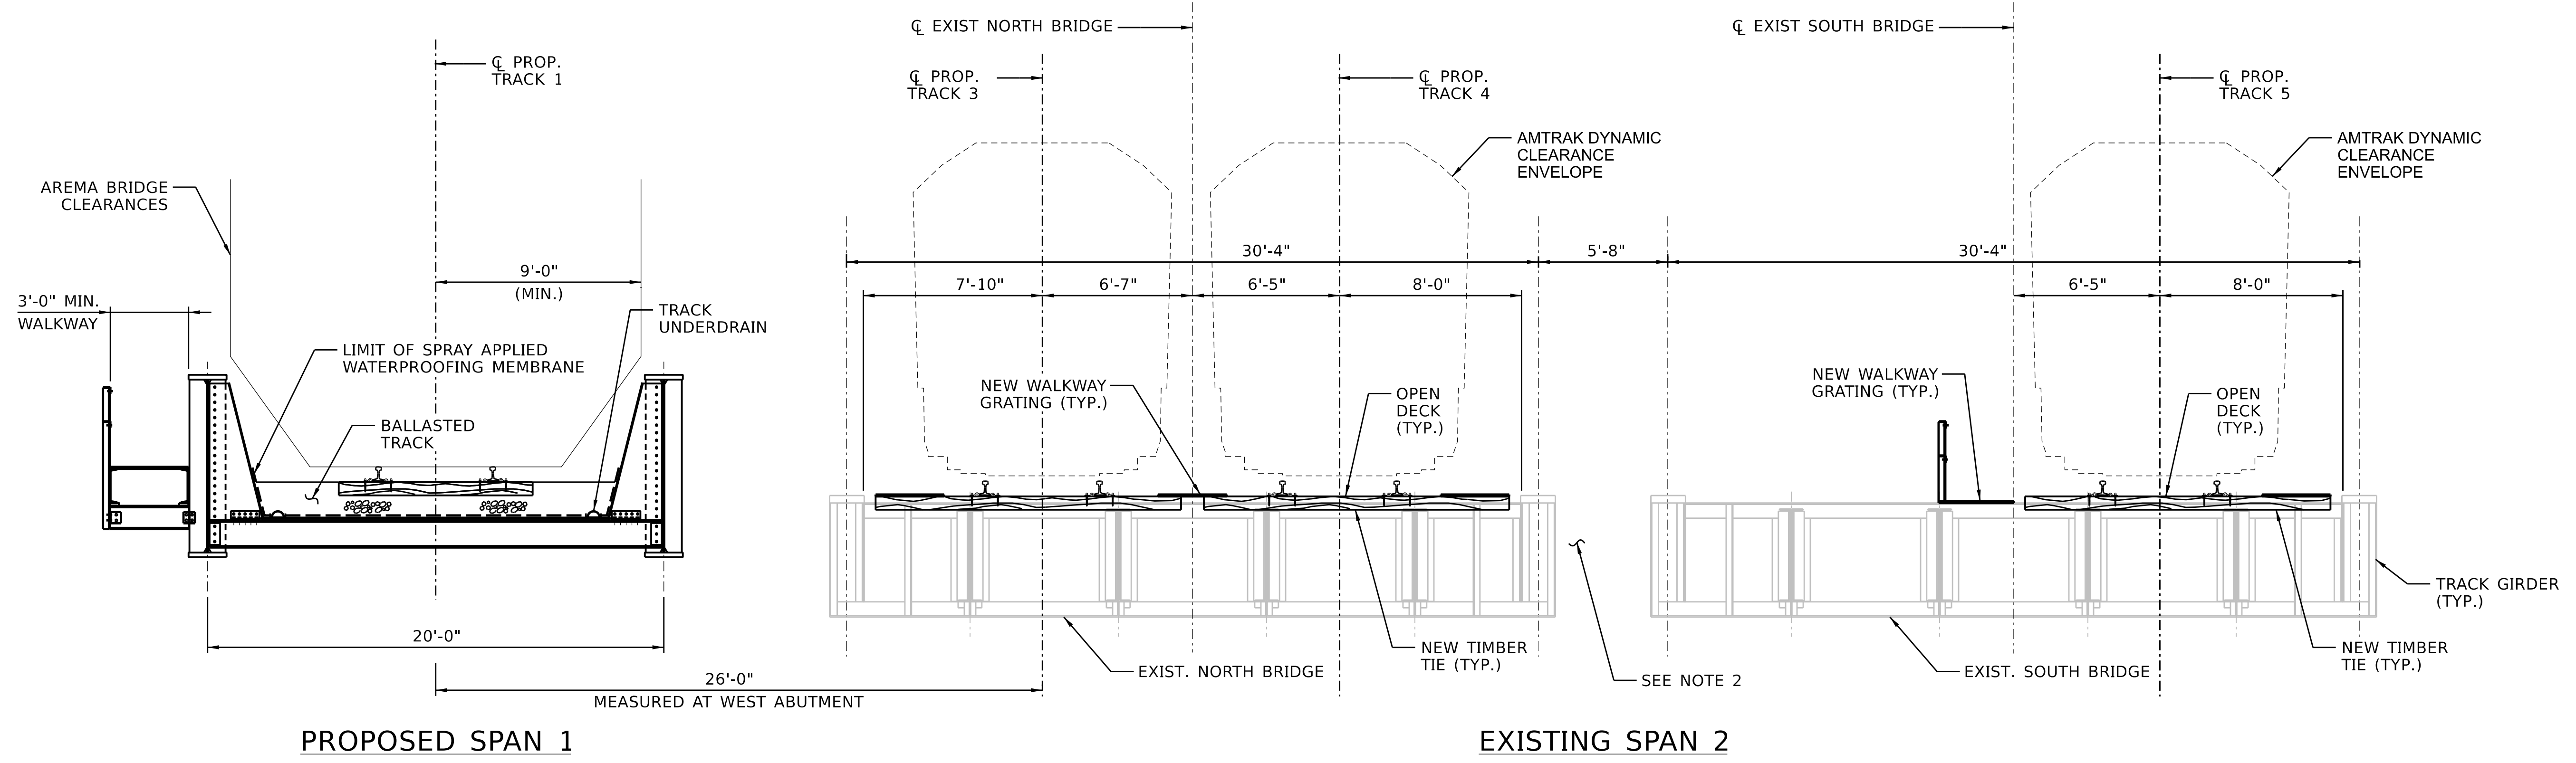 ℄ EXIST NORTH BRIDGE
℄ EXIST SOUTH BRIDGE
℄ PROP.
TRACK 1
℄ PROP.
TRACK 3
℄ PROP.
TRACK 4
℄ PROP.
TRACK 5
AMTRAK DYNAMIC
CLEARANCE
ENVELOPE
AMTRAK DYNAMIC
CLEARANCE
ENVELOPE
AREMA BRIDGE
CLEARANCES
30'-4"
5'-8"
30'-4"
9'-0"
(MIN.)
7'-10"
6'-7"
6'-5"
8'-0"
6'-5"
8'-0"
3'-0" MIN.
WALKWAY
TRACK
UNDERDRAIN
LIMIT OF SPRAY APPLIED
WATERPROOFING MEMBRANE
NEW WALKWAY
GRATING (TYP.)
OPEN
DECK
(TYP.)
NEW WALKWAY
GRATING (TYP.)
OPEN
DECK
(TYP.)
BALLASTED
TRACK
TRACK GIRDER
(TYP.)
20'-0"
NEW TIMBER
TIE (TYP.)
NEW TIMBER
TIE (TYP.)
EXIST. NORTH BRIDGE
EXIST. SOUTH BRIDGE
SEE NOTE 2
26'-0"
MEASURED AT WEST ABUTMENT
PROPOSED SPAN 1
EXISTING SPAN 2